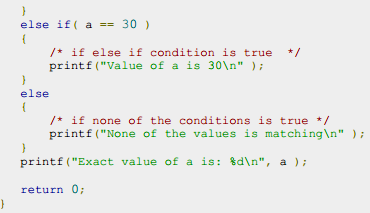 }
else if( a == 30 )
{
/* if else if condition is true  */
printf("Value of a is 30\n" );
}
else
{
/* if none of the conditions is true */
printf("None of the values is matching\n" );
}
printf("Exact value of a is: %d\n", a );
return 0;
}